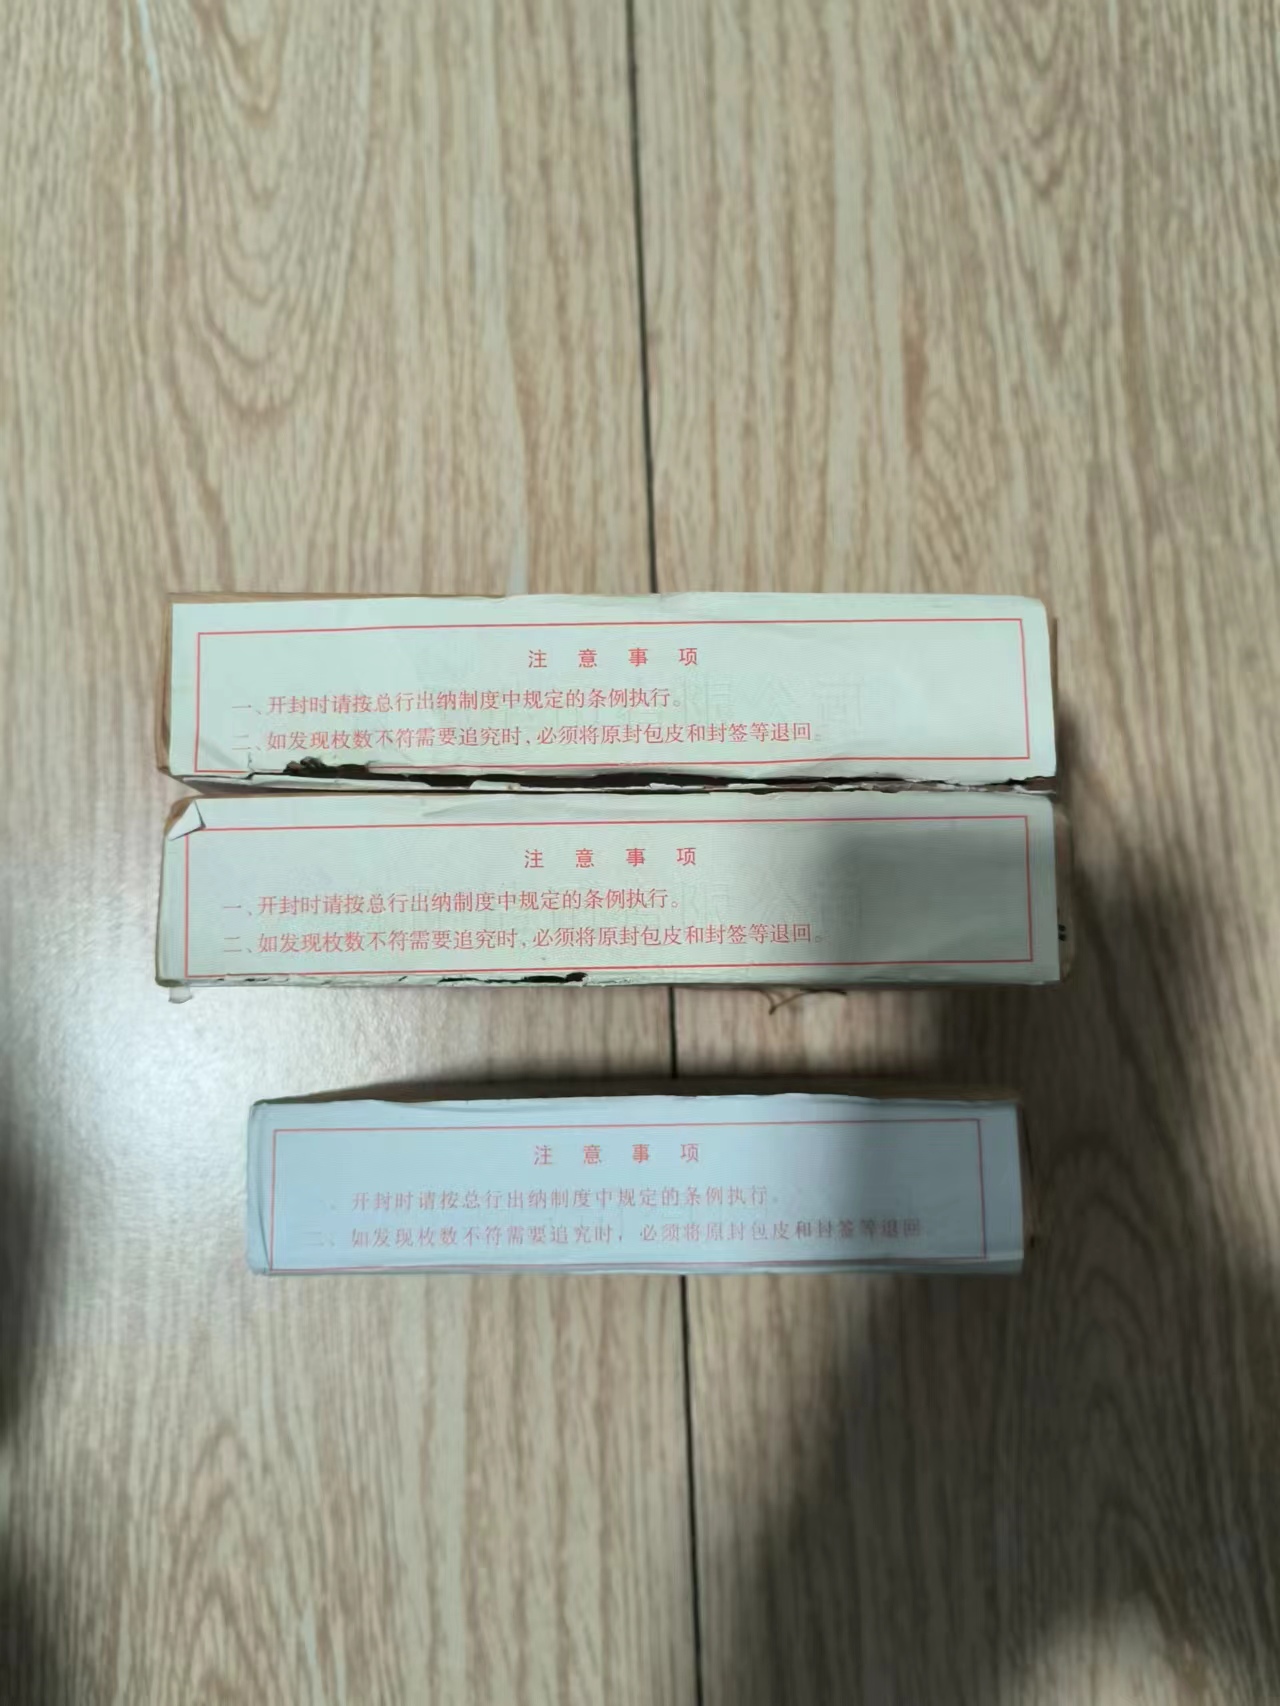 注意事项
一、开封时请按总行出纳制度中规定的条例执行。
二、如发现枚数不符需要追究时，必须将原封包皮和封签等退回。
注意事项
一、开封时请按总行出纳制度中规定的条例执行。
二、如发现枚数不符需要追究时，必须将原封包皮和封签等退回。
注意事项
开封时请按总行出纳制度中规定的条例执行。
二、如发现枚数不符需要追究时，必须将原封包皮和封签等退回。